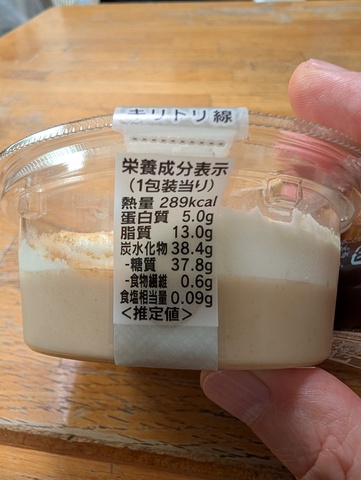 キリトリ線
栄養成分表示
(1包装当り)
熱量 289kcal
蛋白質 5.0g
脂質 13.0g
炭水化物 38.4g
-糖質 37.8g
-食物繊維 0.6g
食塩相当量 0.09g
<推定値>